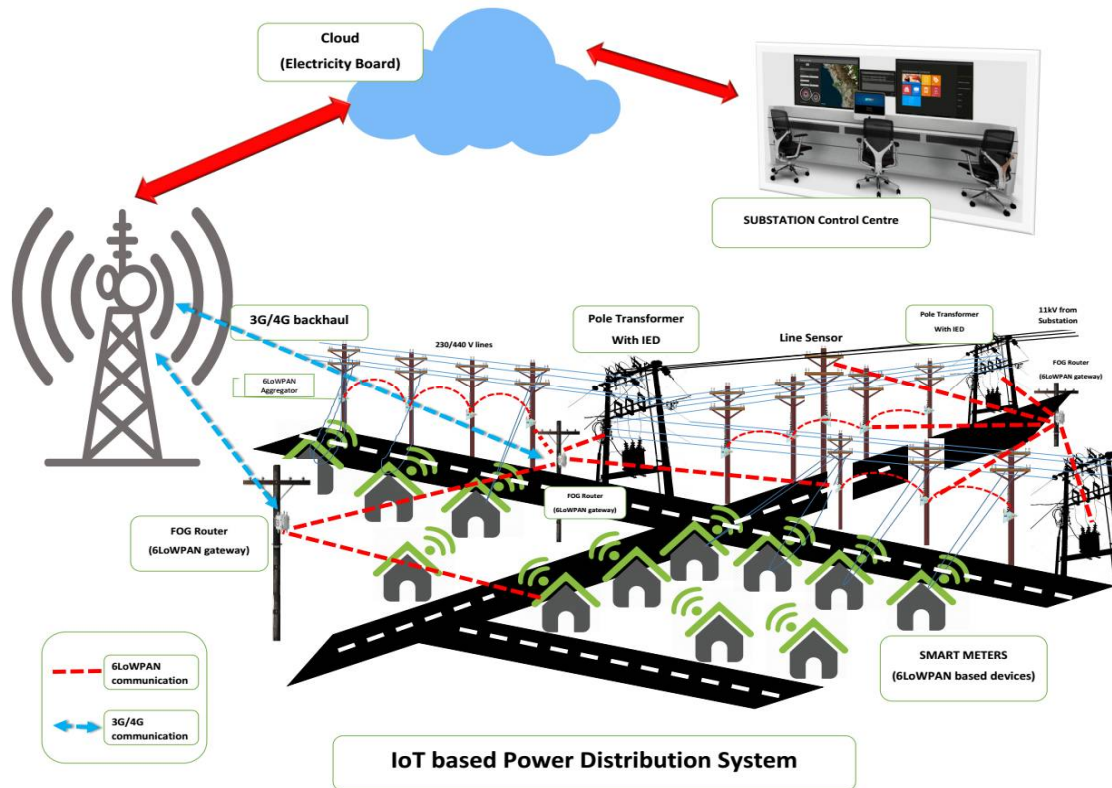 Cloud
(Electricity Board)
SUBSTATION Control Centre
3G/4G backhaul
Pole Transformer
With IED
Pole Transformer
With IED
11kV from
Substation
Line Sensor
230/440 V lines
FOG Router
(6LoWPAN gateway)
6LoWPAN
Aggregator
FOG Router
(6LoWPAN gateway)
FOG Router
(6LoWPAN gateway)
6LoWPAN
communication
3G/4G
communication
SMART METERS
(6LoWPAN based devices)
IoT based Power Distribution System